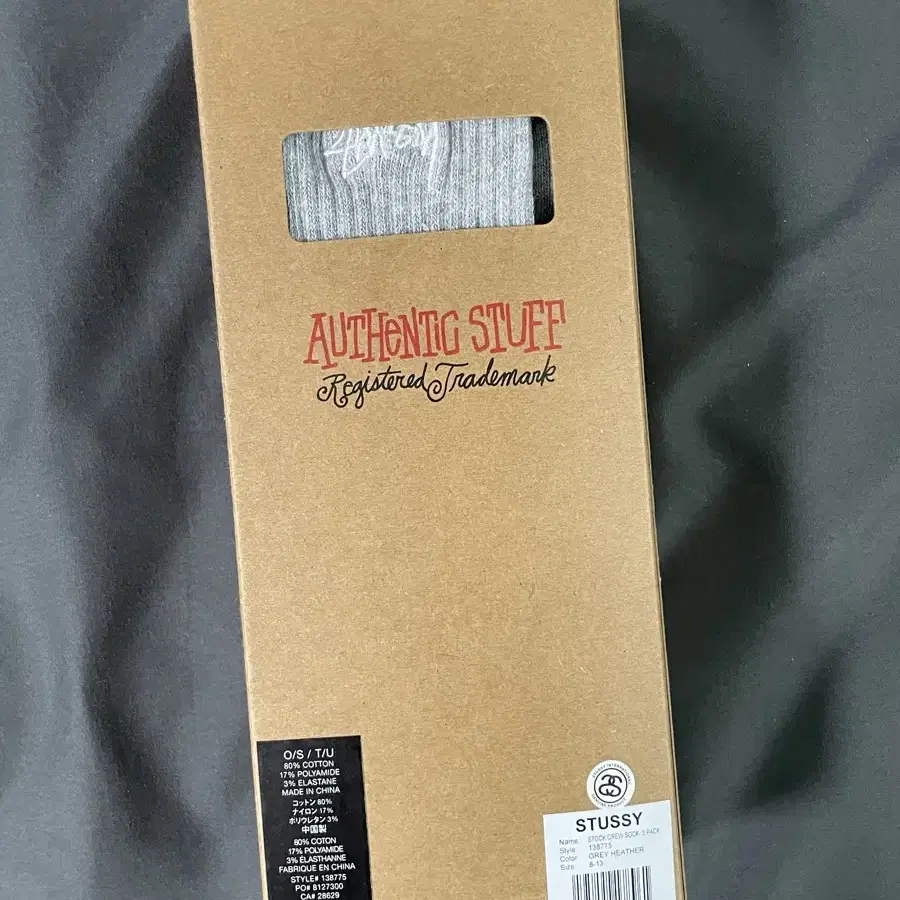 AUTHENTIC STUFF
Registered Trademark
O/S / T/U
80% COTTON
17% POLYAMIDE
3% ELASTANE
MADE IN CHINA
コットン 80%
ナイロン 17%
ポリウレタン 3%
中国製
80% COTON
17% POLYAMIDE
3% ÉLASTHANNE
FABRIQUE EN CHINE
STYLE# 138775
PO# 8127300
CA# 28629
STUSSY
Name: STOCK CREW SOCK- 3 PACK
Style: 138775
Color: GREY HEATHER
Size: 8-13